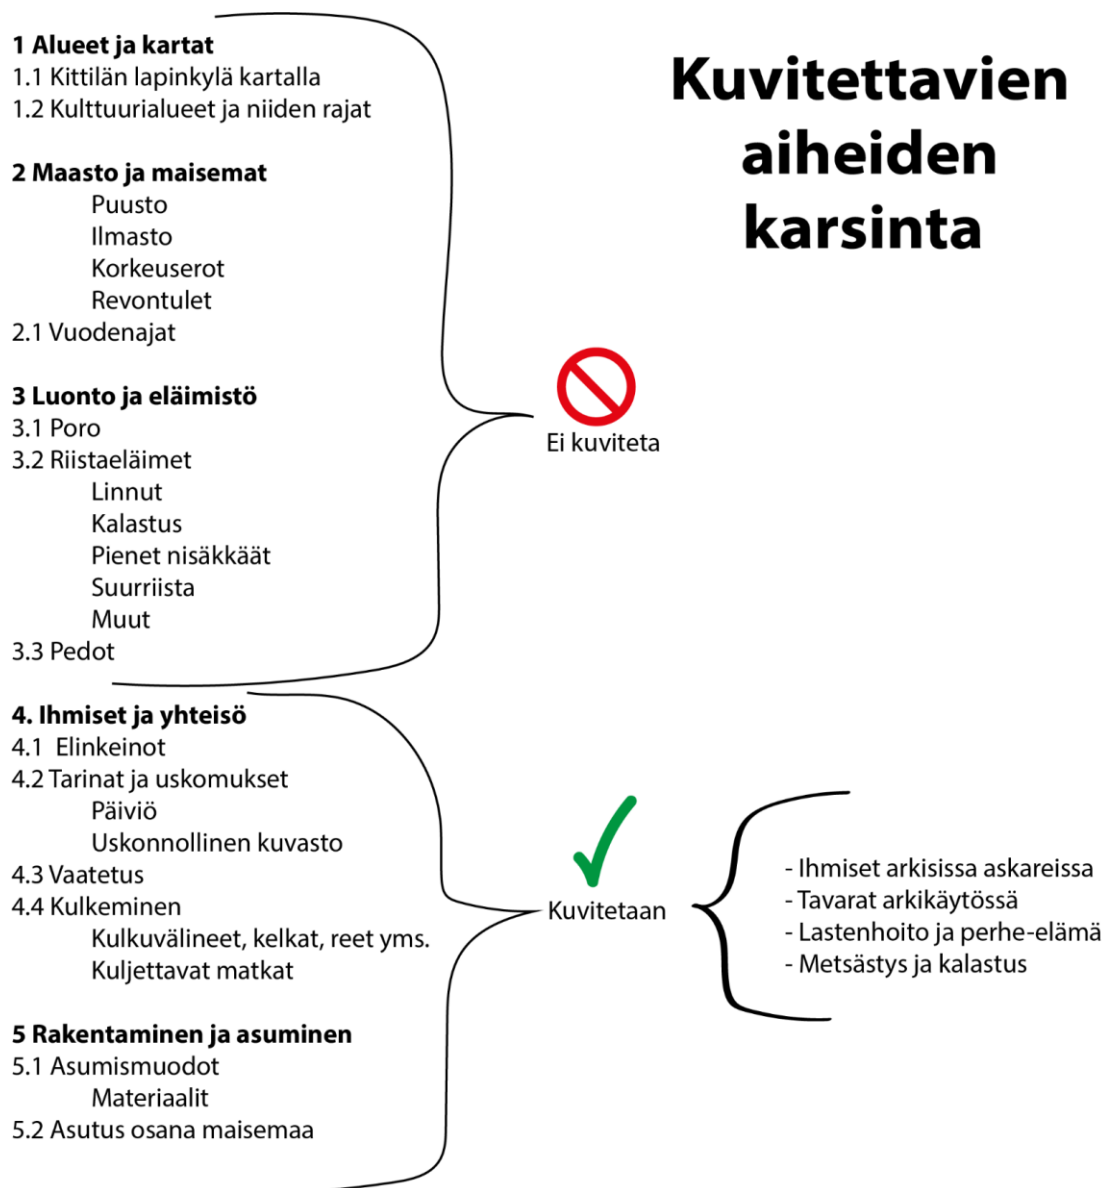 Kuvitettavien
aiheiden
karsinta
1 Alueet ja kartat
1.1 Kittilän lapinkylä kartalla
1.2 Kulttuurialueet ja niiden rajat
2 Maasto ja maisemat
Puusto
Ilmasto
Korkeuserot
Revontulet
2.1 Vuodenajat
3 Luonto ja eläimistö
3.1 Poro
3.2 Riistaeläimet
Linnut
Kalastus
Pienet nisäkkäät
Suurriista
Muut
3.3 Pedot
Ei kuviteta
4. Ihmiset ja yhteisö
4.1 Elinkeinot
4.2 Tarinat ja uskomukset
Päiviö
Uskonnollinen kuvasto
4.3 Vaatetus
4.4 Kulkeminen
Kulkuvälineet, kelkat, reet yms.
Kuljettavat matkat
5 Rakentaminen ja asuminen
5.1 Asumismuodot
Materiaalit
5.2 Asutus osana maisemaa
Kuvitetaan
- Ihmiset arkisissa askareissa
- Tavarat arkikäytössä
- Lastenhoito ja perhe-elämä
- Metsästys ja kalastus